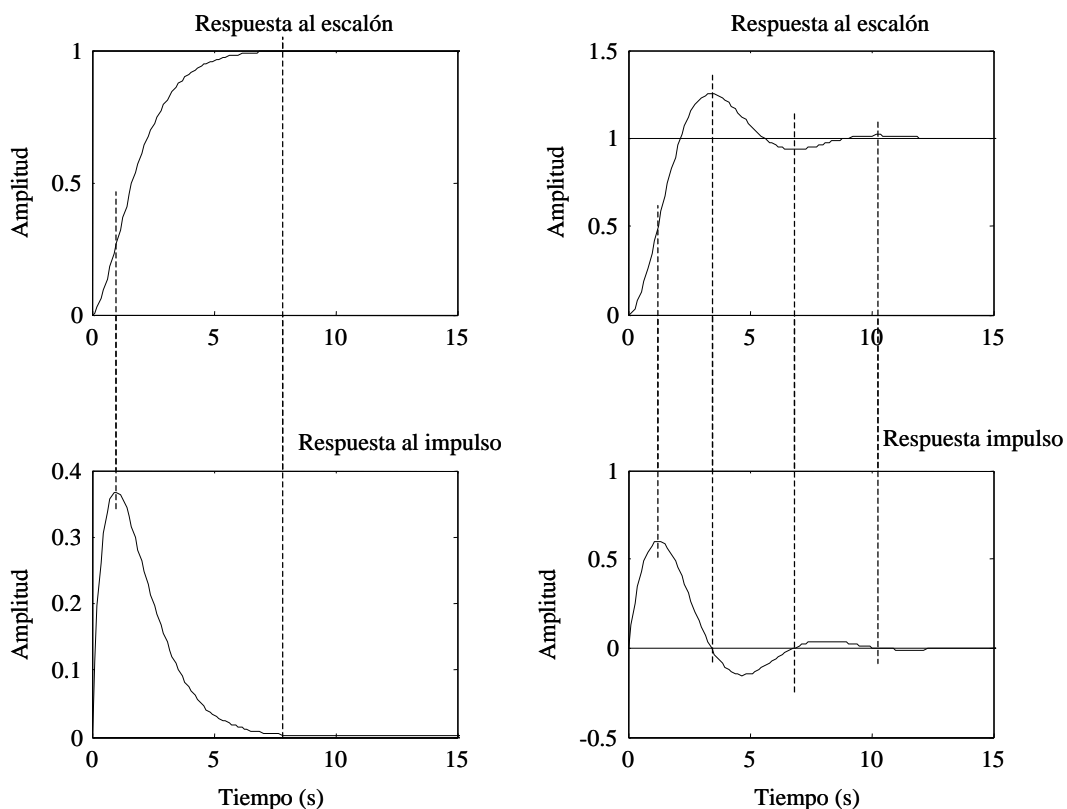 Respuesta al escalón
1
0.5
0
Amplitud
0 5 10 15
Respuesta al escalón
1.5
1
0.5
0
Amplitud
0 5 10 15
Respuesta al impulso
0.4
0.3
0.2
0.1
0
Amplitud
0 5 10 15
Tiempo (s)
Respuesta impulso
1
0.5
0
-0.5
Amplitud
0 5 10 15
Tiempo (s)